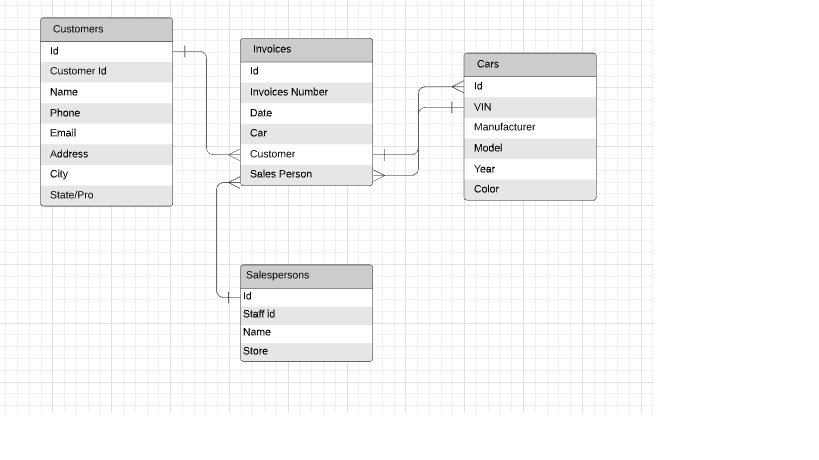 Customers
Id
Customer Id
Name
Phone
Email
Address
City
State/Pro
Invoices
Id
Invoices Number
Date
Car
Customer
Sales Person
Cars
Id
VIN
Manufacturer
Model
Year
Color
Salespersons
Id
Staff id
Name
Store